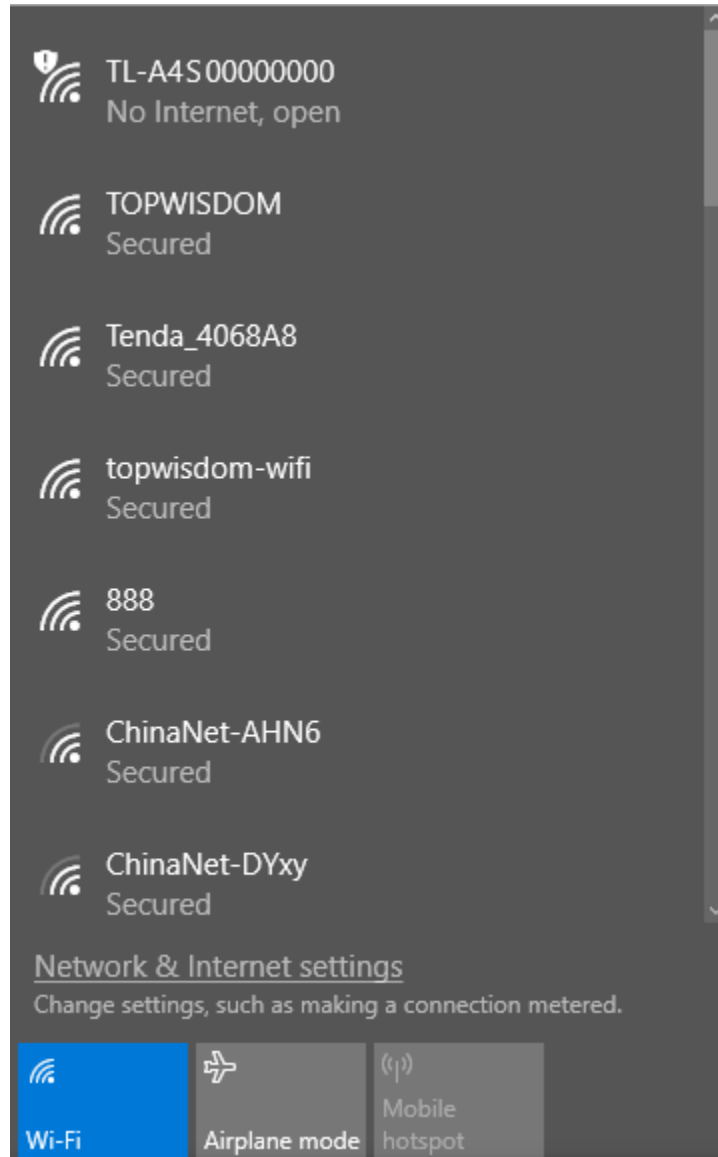 TL-A4S00000000
No Internet, open
TOPWISDOM
Secured
Tenda_4068A8
Secured
topwisdom-wifi
Secured
888
Secured
ChinaNet-AHN6
Secured
ChinaNet-DYxy
Secured
Network & Internet settings
Change settings, such as making a connection metered.
Wi-Fi
Airplane mode
Mobile
hotspot